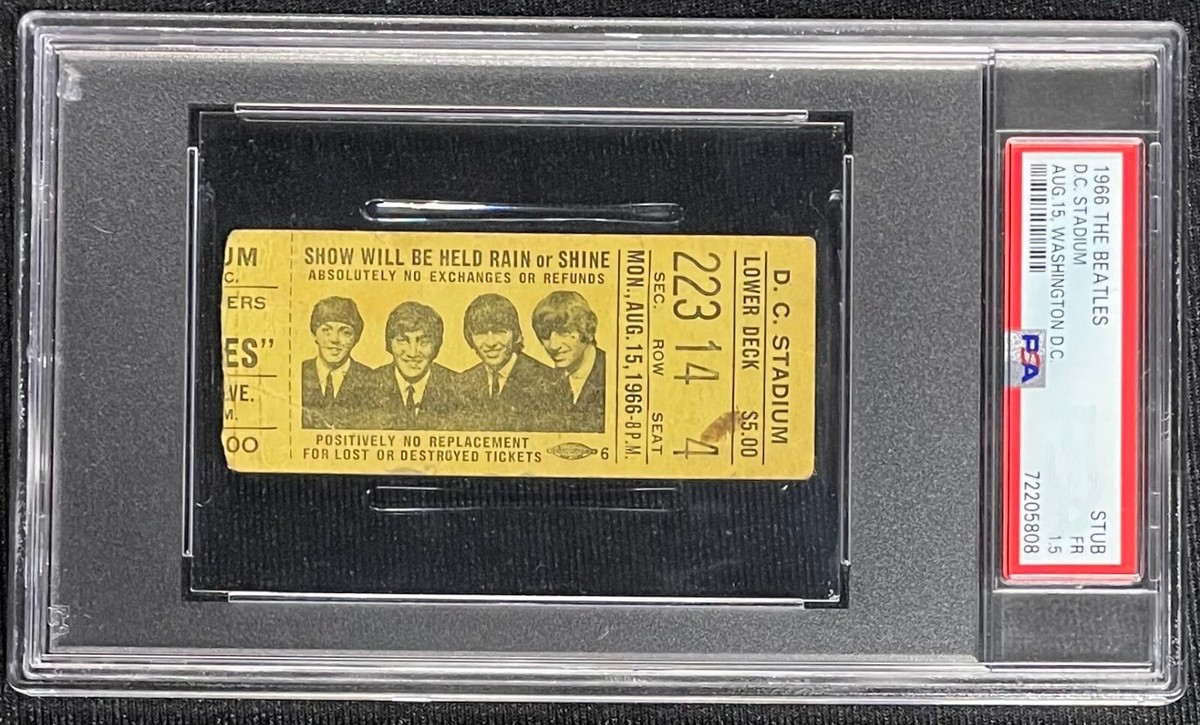 UM
C.
ERS
ES”
VE.
M.
00
SHOW WILL BE HELD RAIN or SHINE
ABSOLUTELY NO EXCHANGES OR REFUNDS
POSITIVELY NO REPLACEMENT
FOR LOST OR DESTROYED TICKETS
6
D. C. STADIUM
LOWER DECK $5.00
223 14 4
SEC. ROW SEAT
MON., AUG. 15, 1966-8 P.M.
1966 THE BEATLES
D.C. STADIUM
AUG.15, WASHINGTON D.C.
PSA
STUB
FR
1.5
72205808